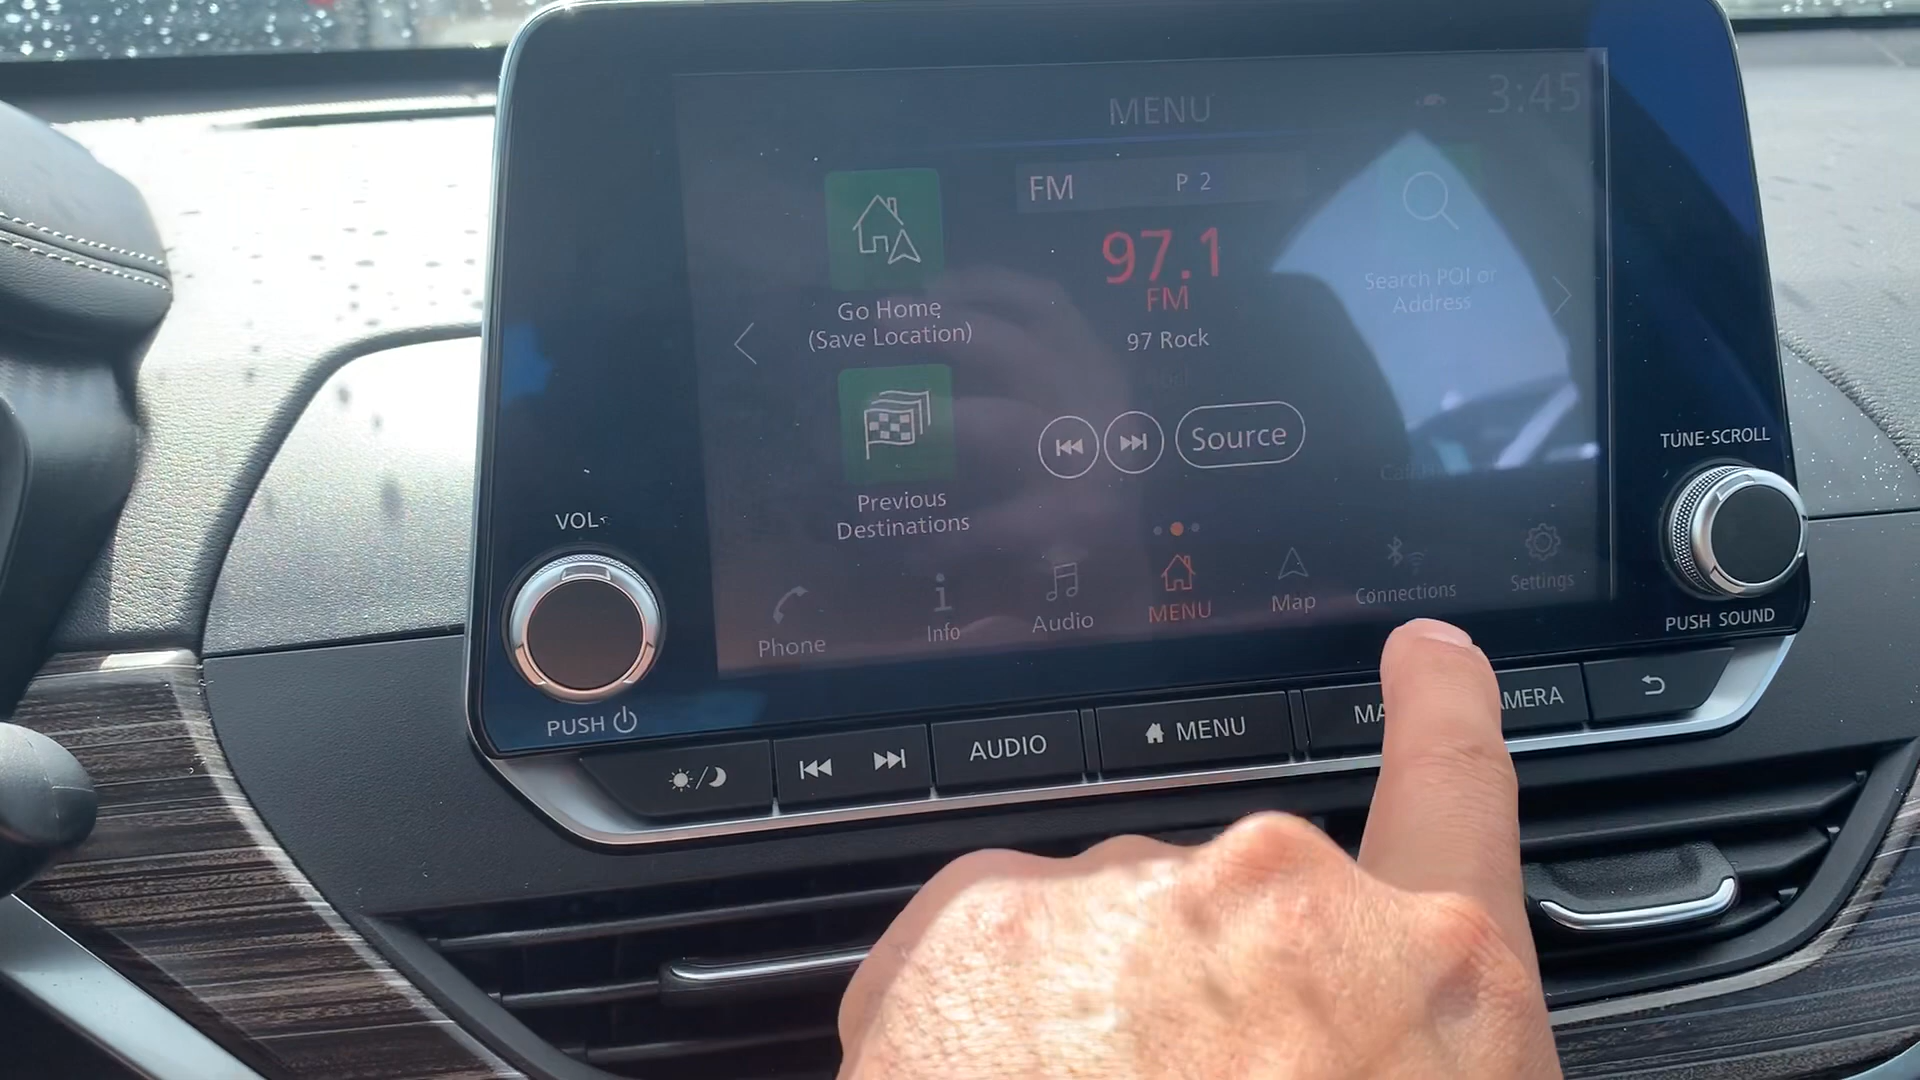 MENU
3:45
FM
P 2
97.1
FM
97 Rock
Go Home
(Save Location)
Search POI or
Address
Previous
Destinations
Source
Phone
Info
Audio
MENU
Map
Connections
Settings
VOL
PUSH
TUNE·SCROLL
PUSH SOUND
AUDIO
MENU